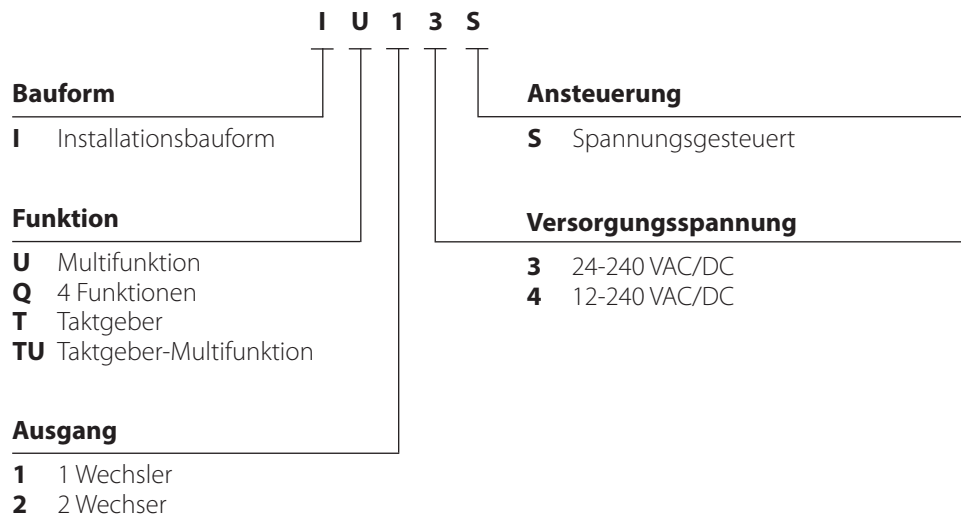 I U 1 3 S
Bauform
I Installationsbauform
Funktion
U Multifunktion
Q 4 Funktionen
T Taktgeber
TU Taktgeber-Multifunktion
Ausgang
1 1 Wechsler
2 2 Wechser
Ansteuerung
S Spannungsgesteuert
Versorgungsspannung
3 24-240 VAC/DC
4 12-240 VAC/DC